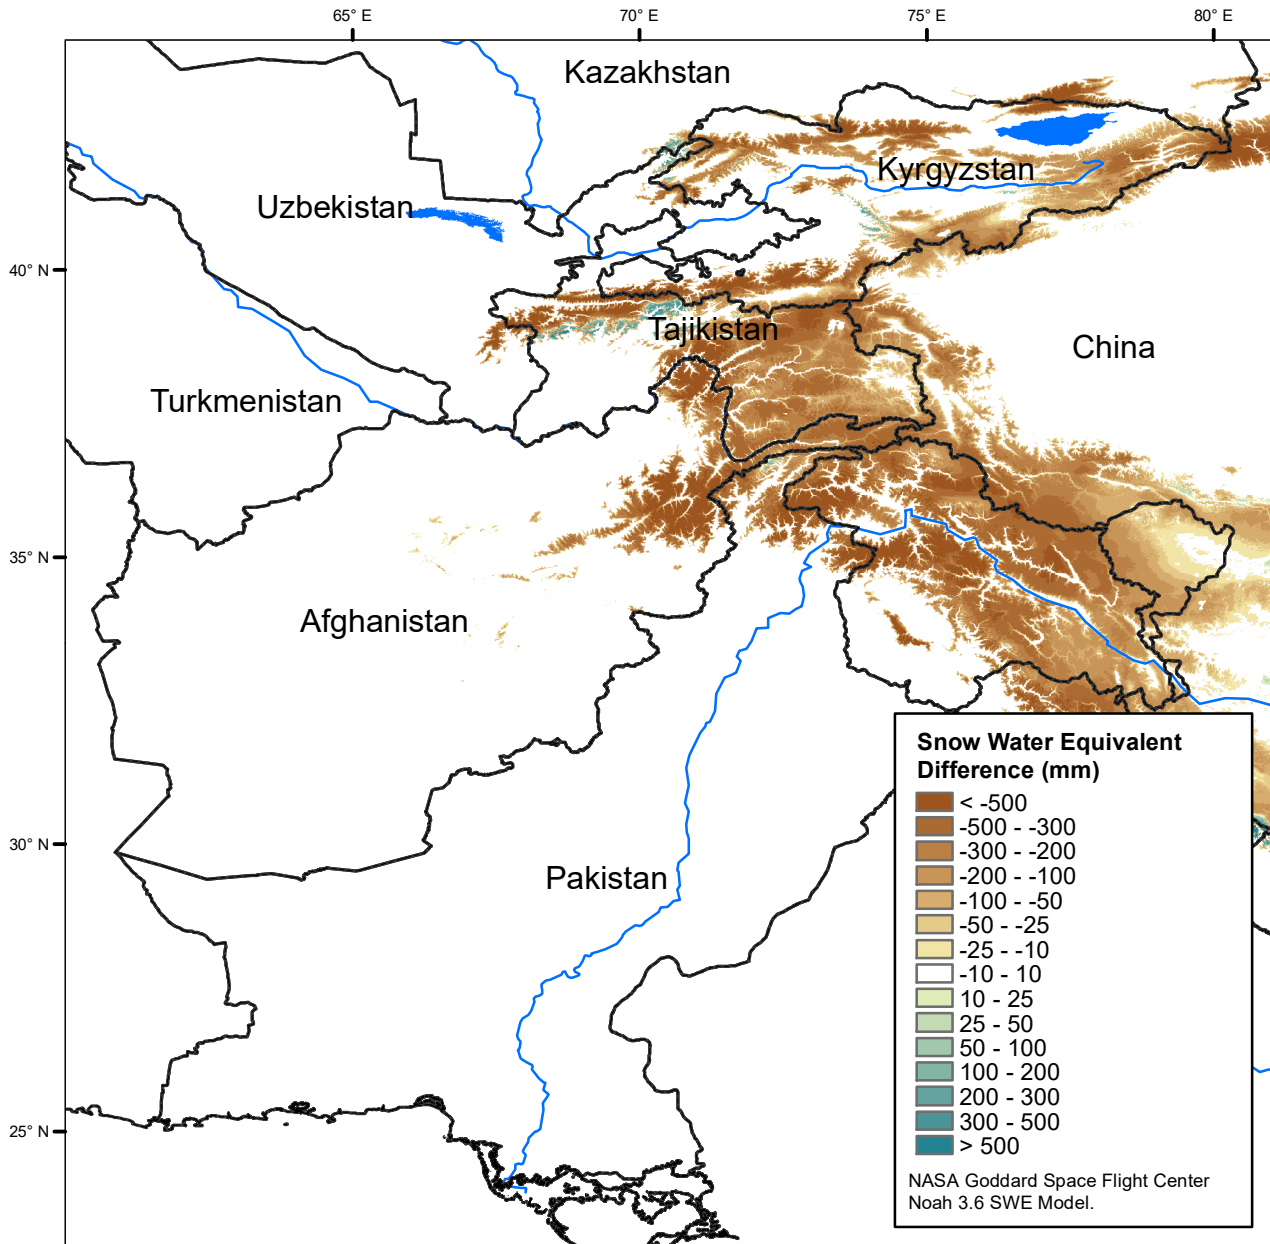 65° E
70° E
75° E
80° E
Kazakhstan
Kyrgyzstan
Uzbekistan
40° N
Tajikistan
China
Turkmenistan
35° N
Afghanistan
Snow Water Equivalent
Difference (mm)
< -500
-500 - -300
-300 - -200
-200 - -100
-100 - -50
-50 - -25
-25 - -10
-10 - 10
10 - 25
25 - 50
50 - 100
100 - 200
200 - 300
300 - 500
> 500
30° N
Pakistan
25° N
NASA Goddard Space Flight Center
Noah 3.6 SWE Model.